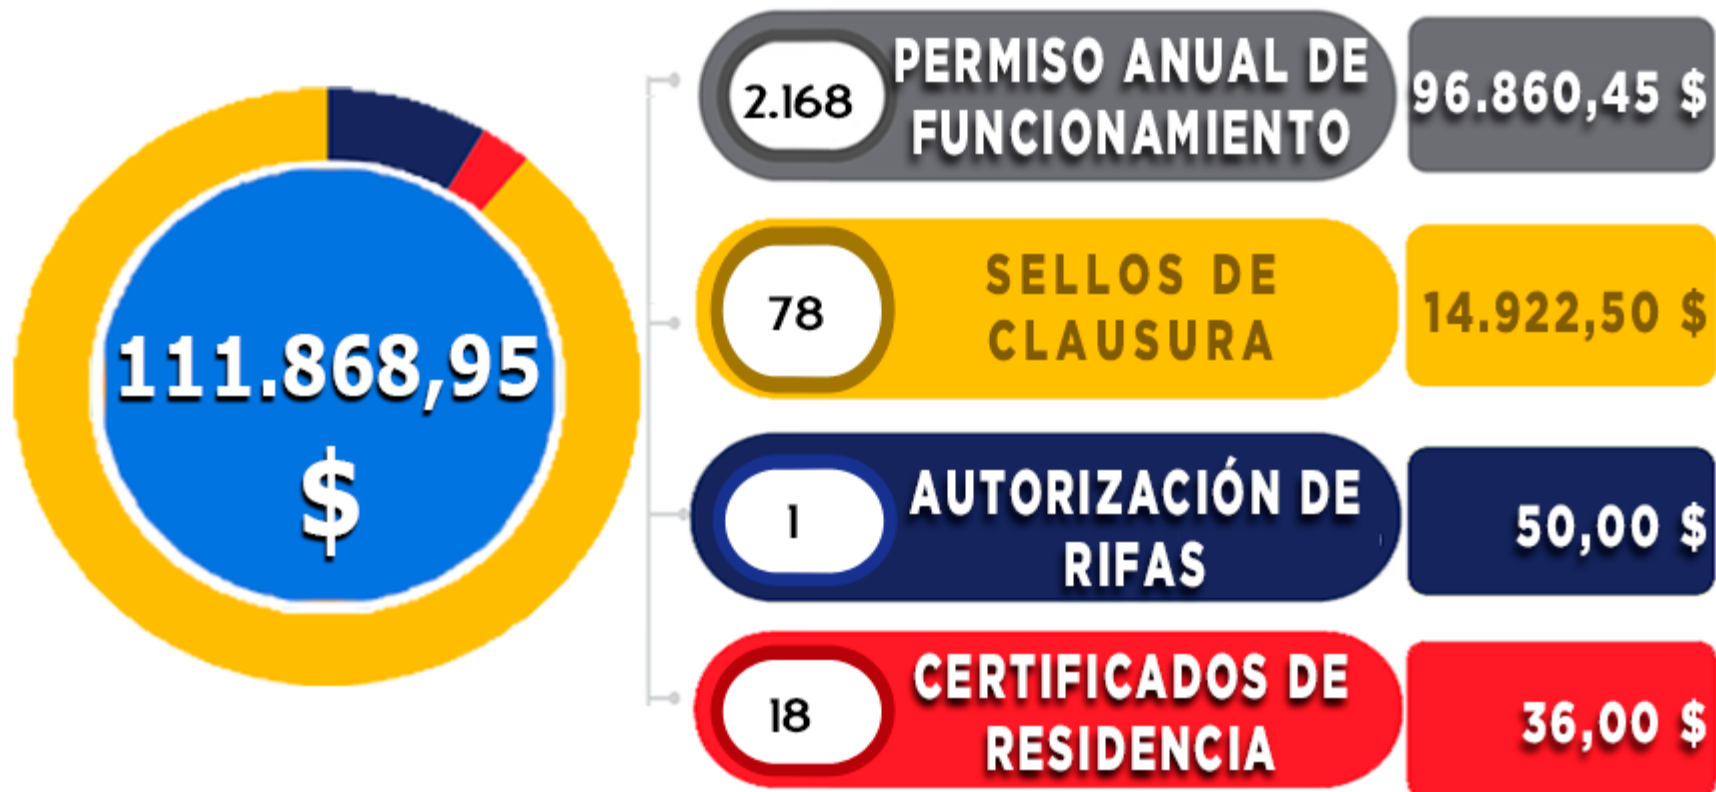 111.868,95
$
2.168
PERMISO ANUAL DE
FUNCIONAMIENTO
96.860,45 $
78
SELLOS DE
CLAUSURA
14.922,50 $
1
AUTORIZACIÓN DE
RIFAS
50,00 $
18
CERTIFICADOS DE
RESIDENCIA
36,00 $